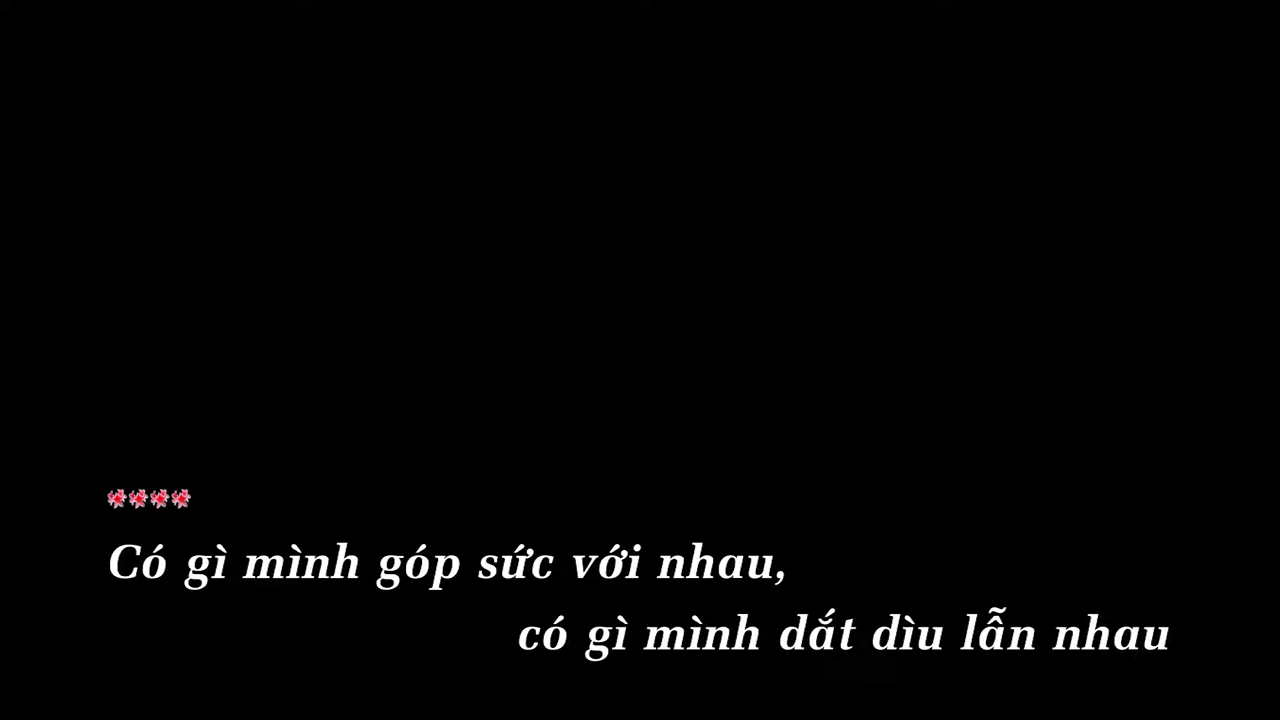 Có gì mình góp sức với nhau,
có gì mình dắt dìu lẫn nhau